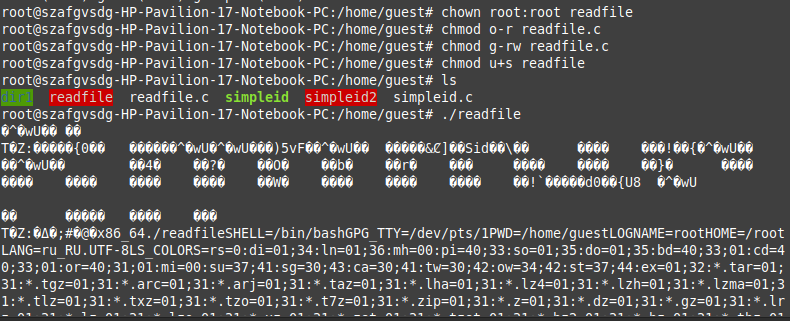 root@szafgvsdg-HP-Pavilion-17-Notebook-PC:/home/guest# chown root:root readfile
root@szafgvsdg-HP-Pavilion-17-Notebook-PC:/home/guest# chmod o-r readfile.c
root@szafgvsdg-HP-Pavilion-17-Notebook-PC:/home/guest# chmod g-rw readfile.c
root@szafgvsdg-HP-Pavilion-17-Notebook-PC:/home/guest# chmod u+s readfile
root@szafgvsdg-HP-Pavilion-17-Notebook-PC:/home/guest# ls
dir1 readfile readfile.c simpleid simpleid2 simpleid.c
root@szafgvsdg-HP-Pavilion-17-Notebook-PC:/home/guest# ./readfile
�^�wU�� ��
T�Z:�����{0�� ������^�wU�^�wU���)5vF��^�wU�� �����&Ȼ]��Sid��\�� ���� ���!��{�^�wU��
��^�wU�� ��4� ��?� ��O� ��b� ��r� ��� ���� ���� ��}� ����
���� ���� ���� ���� ��W� ���� ���� ���� ��!`�����d0��{U8 �^�wU
�� ����� ���� ���
T�Z:�Δ�;#�@�x86_64./readfileSHELL=/bin/bashGPG_TTY=/dev/pts/1PWD=/home/guestLOGNAME=rootHOME=/root
LANG=ru_RU.UTF-8LS_COLORS=rs=0:di=01;34:ln=01;36:mh=00:pi=40;33:so=01;35:do=01;35:bd=40;33;01:cd=4
0;33;01:or=40;31;01:mi=00:su=37;41:sg=30;43:ca=30;41:tw=30;42:ow=34;42:st=37;44:ex=01;32:*.tar=01;
31:*.tgz=01;31:*.arc=01;31:*.arj=01;31:*.taz=01;31:*.lha=01;31:*.lz4=01;31:*.lzh=01;31:*.lzma=01;3
1:*.tlz=01;31:*.txz=01;31:*.tzo=01;31:*.t7z=01;31:*.zip=01;31:*.z=01;31:*.dz=01;31:*.gz=01;31:*.lr